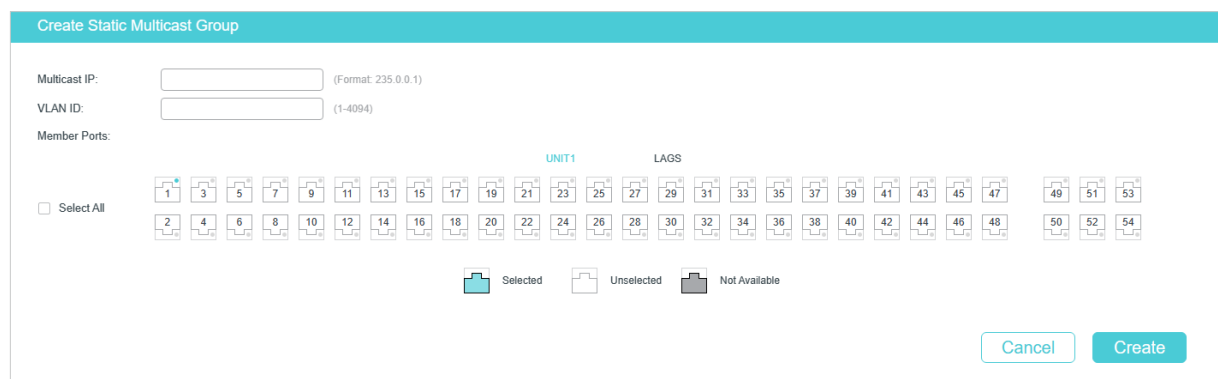 Create Static Multicast Group
Multicast IP: (Format: 235.0.0.1)
VLAN ID: (1-4094)
Member Ports:
UNIT1 LAGS
1 3 5 7 9 11 13 15 17 19 21 23 25 27 29 31 33 35 37 39 41 43 45 47 49 51 53
Select All
2 4 6 8 10 12 14 16 18 20 22 24 26 28 30 32 34 36 38 40 42 44 46 48 50 52 54
Selected Unselected Not Available
Cancel Create